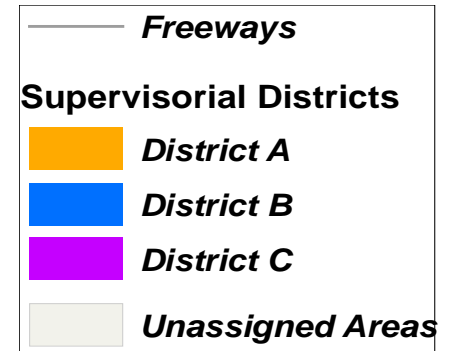 Freeways
Supervisorial Districts
District A
District B
District C
Unassigned Areas